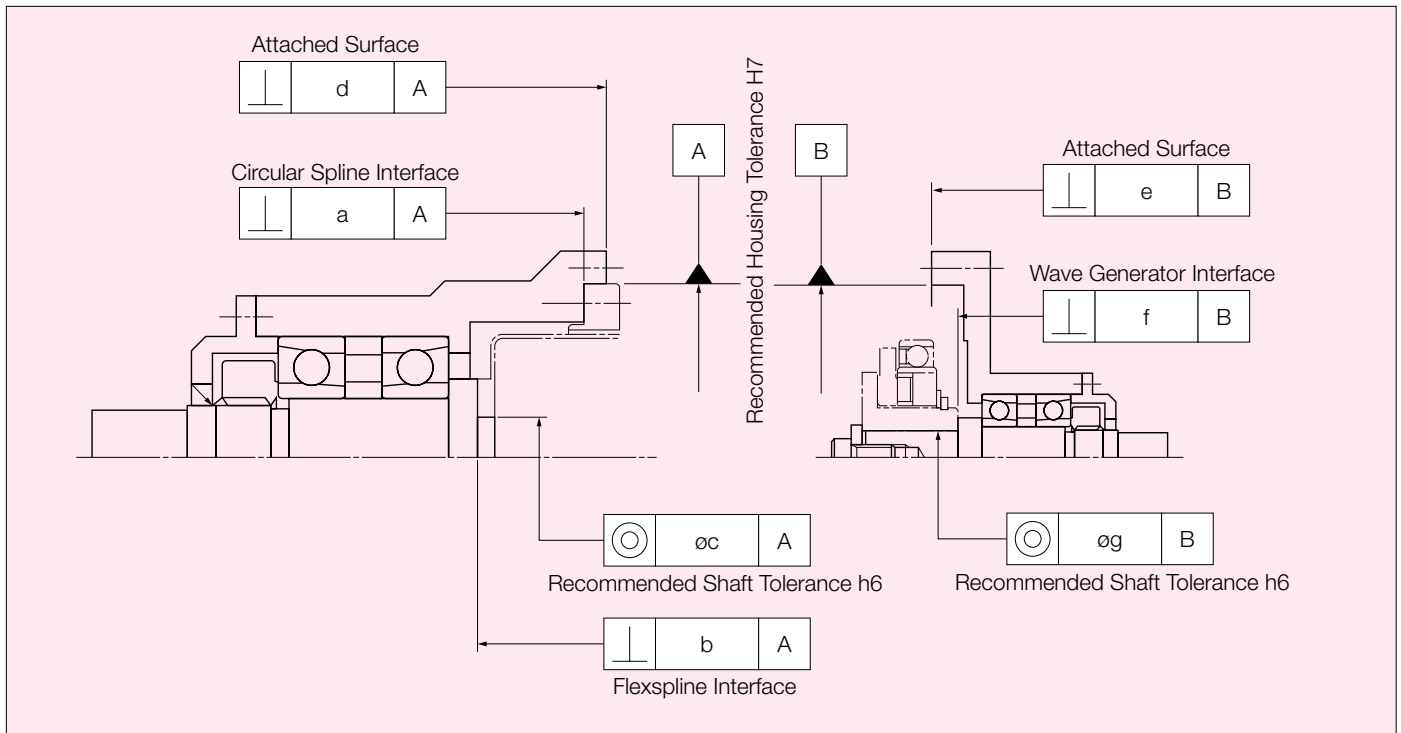 Attached Surface
⊥ d A
Circular Spline Interface
⊥ a A
A
Recommended Housing Tolerance H7
B
Attached Surface
⊥ e B
Wave Generator Interface
⊥ f B
◎ øc A
Recommended Shaft Tolerance h6
◎ øg B
Recommended Shaft Tolerance h6
⊥ b A
Flexspline Interface